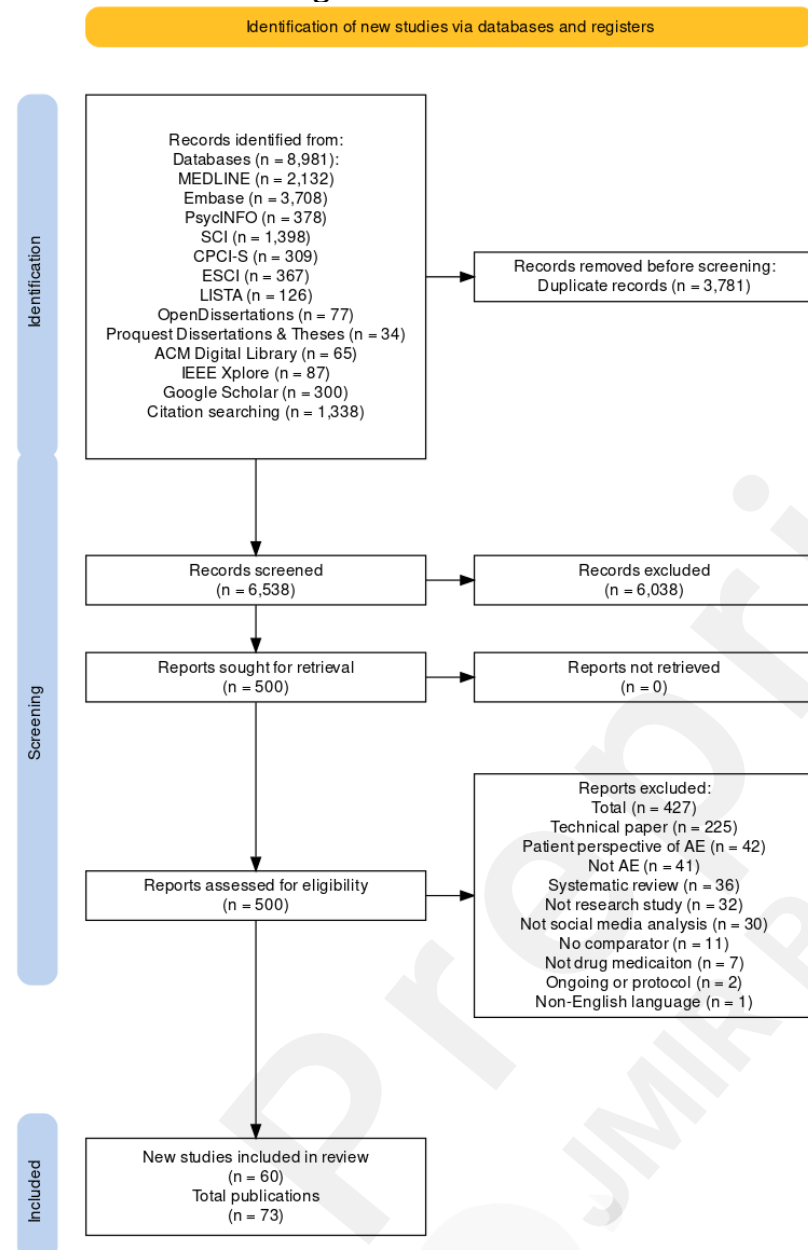 Identification of new studies via databases and registers
Identification
Records identified from:
Databases (n = 8,981):
MEDLINE (n = 2,132)
Embase (n = 3,708)
PsycINFO (n = 378)
SCI (n = 1,398)
CPCI-S (n = 309)
ESCI (n = 367)
LISTA (n = 126)
OpenDissertations (n = 77)
Proquest Dissertations & Theses (n = 34)
ACM Digital Library (n = 65)
IEEE Xplore (n = 87)
Google Scholar (n = 300)
Citation searching (n = 1,338)
Records removed before screening:
Duplicate records (n = 3,781)
Screening
Records screened
(n = 6,538)
Records excluded
(n = 6,038)
Reports sought for retrieval
(n = 500)
Reports not retrieved
(n = 0)
Reports assessed for eligibility
(n = 500)
Reports excluded:
Total (n = 427)
Technical paper (n = 225)
Patient perspective of AE (n = 42)
Not AE (n = 41)
Systematic review (n = 36)
Not research study (n = 32)
Not social media analysis (n = 30)
No comparator (n = 11)
Not drug medicaiton (n = 7)
Ongoing or protocol (n = 2)
Non-English language (n = 1)
Included
New studies included in review
(n = 60)
Total publications
(n = 73)
Prepri
JMIR